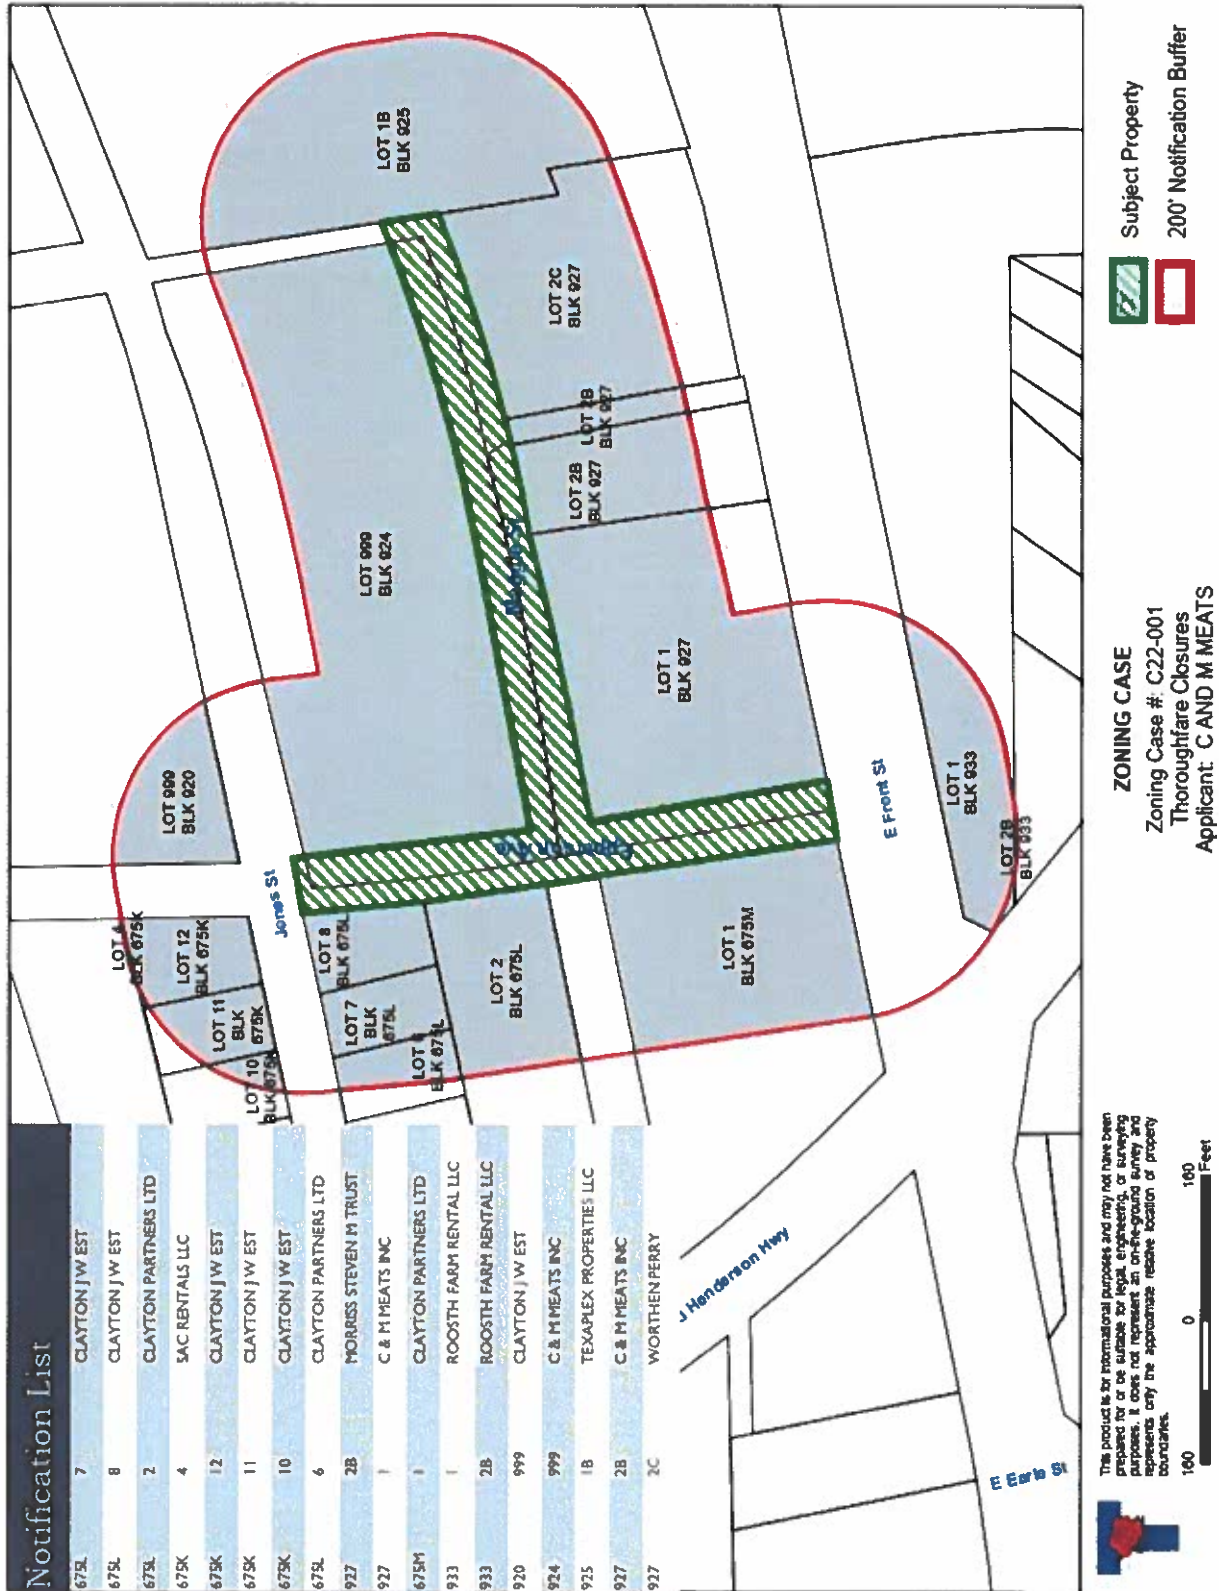 Notification List
675L 7 CLAYTON J W EST
675L 8 CLAYTON J W EST
675L 2 CLAYTON PARTNERS LTD
675K 4 SAC RENTALS LLC
675K 12 CLAYTON J W EST
675K 11 CLAYTON J W EST
675K 10 CLAYTON J W EST
675L 6 CLAYTON PARTNERS LTD
927 2B MORRISS STEVEN M TRUST
927 1 C & M MEATS INC
675M 1 CLAYTON PARTNERS LTD
933 1 ROOSTH FARM RENTAL LLC
933 2B ROOSTH FARM RENTAL LLC
920 999 CLAYTON J W EST
924 999 C & M MEATS INC
925 1B TEXAPLEX PROPERTIES LLC
927 2B C & M MEATS INC
927 2C WORTHEN PERRY
LOT 4
BLK 675K
LOT 12
BLK 675K
LOT 11
BLK
675K
LOT 10
BLK 675K
LOT 999
BLK 920
Jones St
LOT 8
BLK 675L
LOT 7
BLK
675L
LOT 6
BLK 675L
LOT 2
BLK 675L
LOT 999
BLK 924
LOT 1B
BLK 925
LOT 2C
BLK 927
LOT 2B
BLK 927
LOT 2B
BLK 927
LOT 1
BLK 927
LOT 1
BLK 675M
E Front St
LOT 1
BLK 933
LOT 2B
BLK 933
J Henderson Hwy
E Earle St
This product is for informational purposes and may not have been
prepared for or be suitable for legal, engineering, or surveying
purposes. It does not represent an on-the-ground survey and
represents only the approximate relative location of property
boundaries.
160 0 160
Feet
ZONING CASE
Zoning Case #: C22-001
Thoroughfare Closures
Applicant: C AND M MEATS
Subject Property
200' Notification Buffer